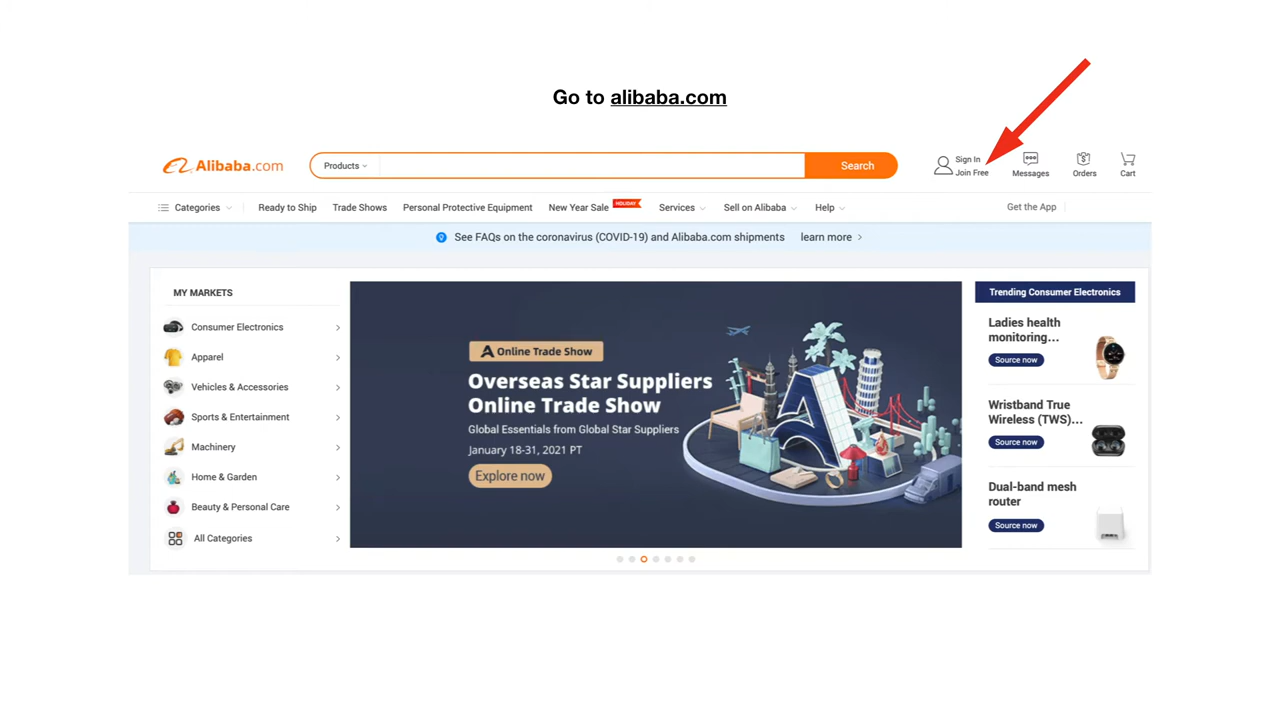 Go to alibaba.com
Alibaba.com
Products
Search
Sign In
Join Free
Messages
Orders
Cart
Categories
Ready to Ship
Trade Shows
Personal Protective Equipment
New Year Sale
HOLIDAY
Services
Sell on Alibaba
Help
Get the App
See FAQs on the coronavirus (COVID-19) and Alibaba.com shipments learn more
MY MARKETS
Consumer Electronics
Apparel
Vehicles & Accessories
Sports & Entertainment
Machinery
Home & Garden
Beauty & Personal Care
All Categories
Online Trade Show
Overseas Star Suppliers
Online Trade Show
Global Essentials from Global Star Suppliers
January 18-31, 2021 PT
Explore now
Trending Consumer Electronics
Ladies health
monitoring...
Source now
Wristband True
Wireless (TWS)...
Source now
Dual-band mesh
router
Source now